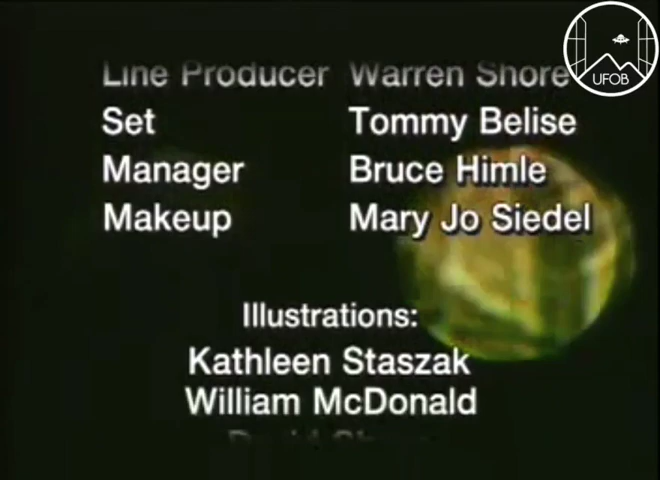 UFOB
Line Producer Warren Shore
Set Tommy Belise
Manager Bruce Himle
Makeup Mary Jo Siedel
Illustrations:
Kathleen Staszak
William McDonald